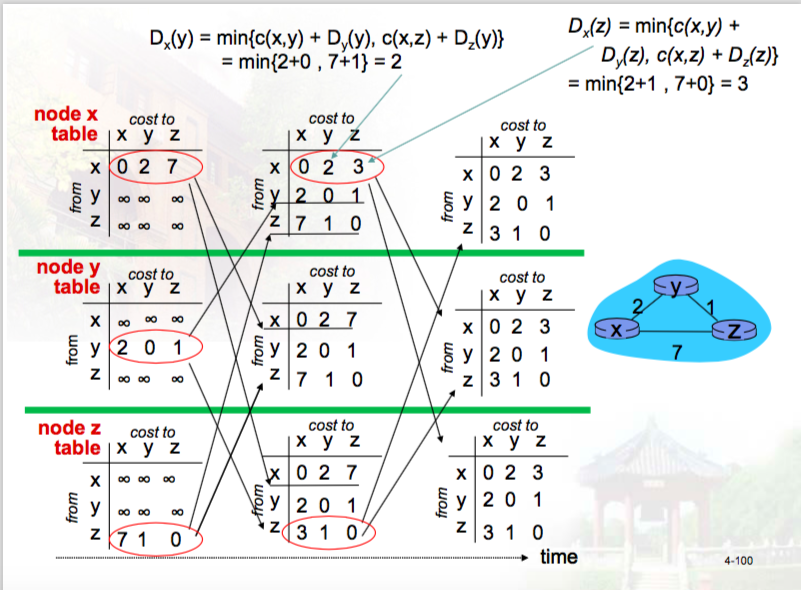 Dx(y) = min{c(x,y) + Dy(y), c(x,z) + Dz(y)}
= min{2+0 , 7+1} = 2
Dx(z) = min{c(x,y) +
Dy(z), c(x,z) + Dz(z)}
= min{2+1 , 7+0} = 3
node x
table
cost to
x y z
from
x 0 2 7
y ∞ ∞ ∞
z ∞ ∞ ∞
cost to
x y z
from
x 0 2 3
y 2 0 1
z 7 1 0
cost to
x y z
from
x 0 2 3
y 2 0 1
z 3 1 0
node y
table
cost to
x y z
from
x ∞ ∞ ∞
y 2 0 1
z ∞ ∞ ∞
cost to
x y z
from
x 0 2 7
y 2 0 1
z 7 1 0
cost to
x y z
from
x 0 2 3
y 2 0 1
z 3 1 0
y
2 1
x z
7
node z
table
cost to
x y z
from
x ∞ ∞ ∞
y ∞ ∞ ∞
z 7 1 0
cost to
x y z
from
x 0 2 7
y 2 0 1
z 3 1 0
cost to
x y z
from
x 0 2 3
y 2 0 1
z 3 1 0
time
4-100